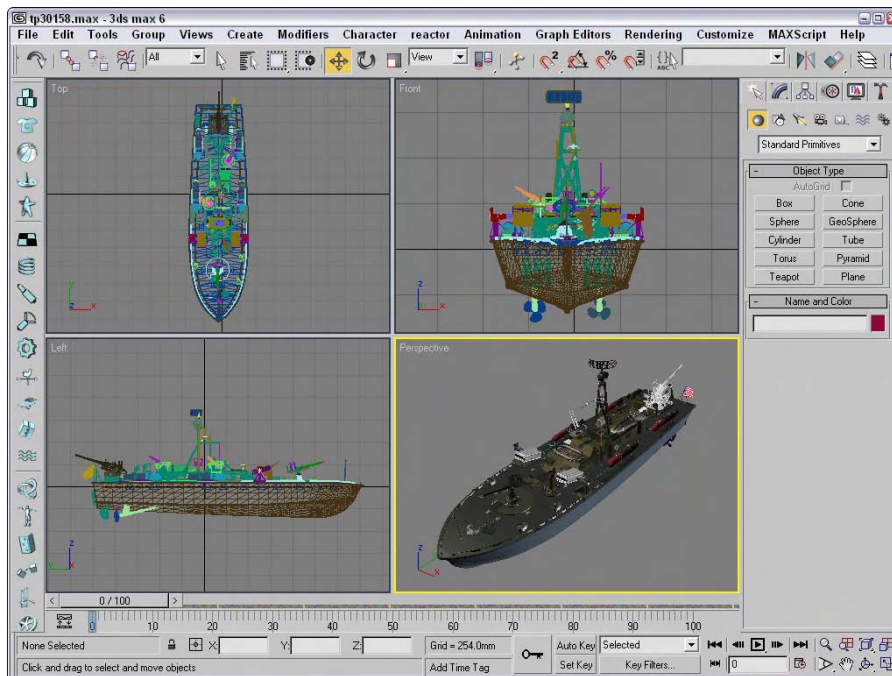 tp30158.max - 3ds max 6
File Edit Tools Group Views Create Modifiers Character reactor Animation Graph Editors Rendering Customize MAXScript Help
All
View
ABC
Top
Front
Standard Primitives
- Object Type
AutoGrid
Box Cone
Sphere GeoSphere
Cylinder Tube
Torus Pyramid
Teapot Plane
- Name and Color
y
z x
z
y x
Left
Perspective
z
y x
z
y
x
< 0 / 100 >
0 10 20 30 40 50 60 70 80 90 100
None Selected X: Y: Z: Grid = 254.0mm Auto Key Selected
Click and drag to select and move objects Add Time Tag Set Key Key Filters... 0